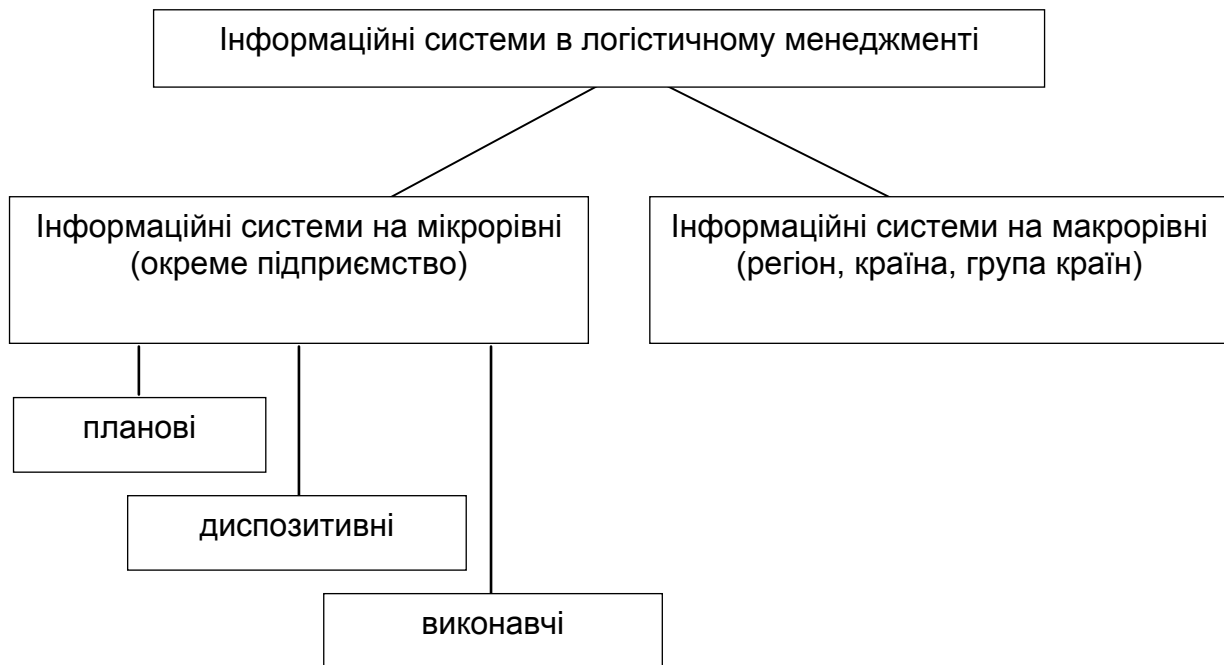 Інформаційні системи в логістичному менеджменті
Інформаційні системи на мікрорівні
(окреме підприємство)
Інформаційні системи на макрорівні
(регіон, країна, група країн)
планові
диспозитивні
виконавчі